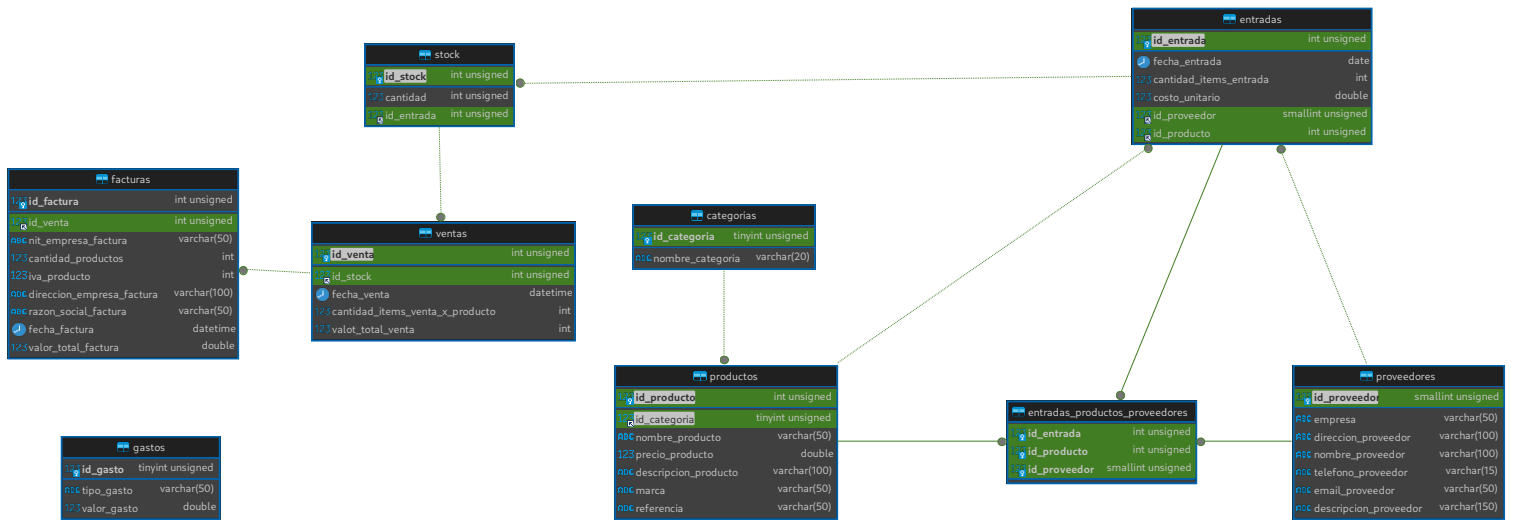 entradas
id_entrada int unsigned
fecha_entrada date
cantidad_items_entrada int
costo_unitario double
id_proveedor smallint unsigned
id_producto int unsigned
stock
id_stock int unsigned
cantidad int unsigned
id_entrada int unsigned
facturas
id_factura int unsigned
id_venta int unsigned
nit_empresa_factura varchar(50)
cantidad_productos int
iva_producto int
direccion_empresa_factura varchar(100)
razon_social_factura varchar(50)
fecha_factura datetime
valor_total_factura double
ventas
id_venta int unsigned
id_stock int unsigned
fecha_venta datetime
cantidad_items_venta_x_producto int
valot_total_venta int
categorias
id_categoria tinyint unsigned
nombre_categoria varchar(20)
productos
id_producto int unsigned
id_categoria tinyint unsigned
nombre_producto varchar(50)
precio_producto double
descripcion_producto varchar(100)
marca varchar(50)
referencia varchar(50)
entradas_productos_proveedores
id_entrada int unsigned
id_producto int unsigned
id_proveedor smallint unsigned
proveedores
id_proveedor smallint unsigned
empresa varchar(50)
direccion_proveedor varchar(100)
nombre_proveedor varchar(100)
telefono_proveedor varchar(15)
email_proveedor varchar(50)
descripcion_proveedor varchar(150)
gastos
id_gasto tinyint unsigned
tipo_gasto varchar(50)
valor_gasto double